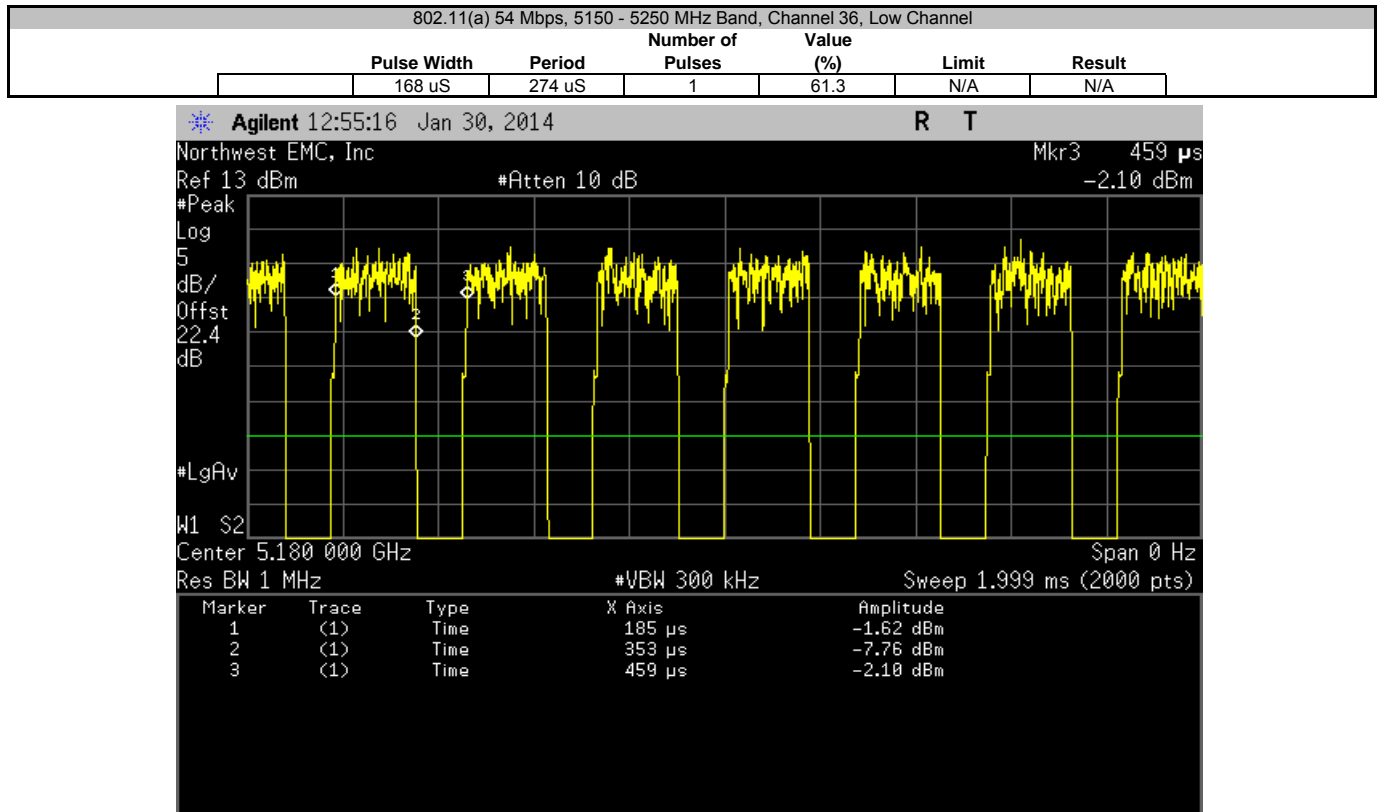 802.11(a) 54 Mbps, 5150 - 5250 MHz Band, Channel 36, Low Channel
Number of Value
Pulse Width Period Pulses (%) Limit Result
168 uS 274 uS 1 61.3 N/A N/A
Agilent 12:55:16 Jan 30, 2014 R T
Northwest EMC, Inc Mkr3 459 µs
Ref 13 dBm #Atten 10 dB -2.10 dBm
#Peak
Log
5
dB/
Offst
22.4
dB
1
2
3
#LgAv
W1 S2
Center 5.180 000 GHz Span 0 Hz
Res BW 1 MHz #VBW 300 kHz Sweep 1.999 ms (2000 pts)
Marker Trace Type X Axis Amplitude
1 (1) Time 185 µs -1.62 dBm
2 (1) Time 353 µs -7.76 dBm
3 (1) Time 459 µs -2.10 dBm